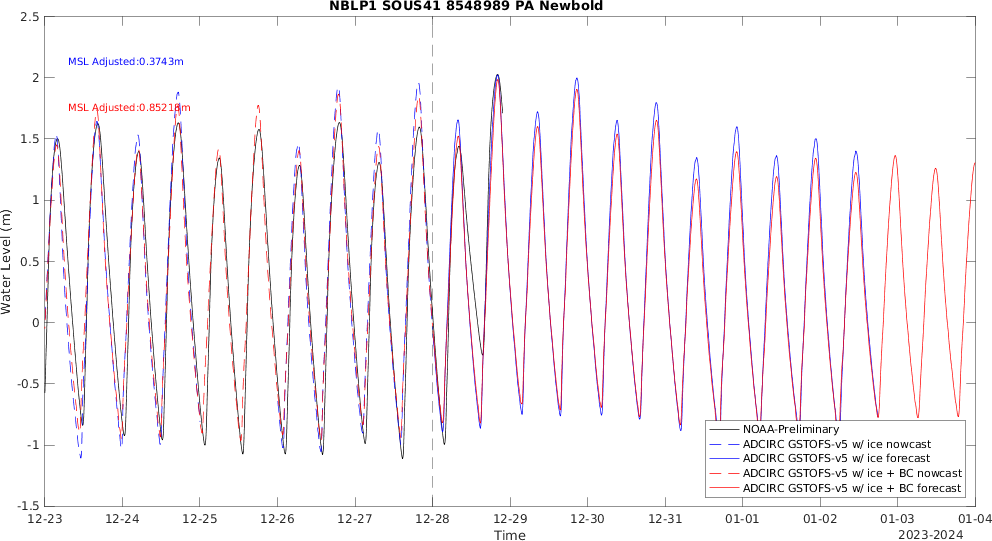 NBLP1 SOUS41 8548989 PA Newbold
MSL Adjusted:0.3743m
MSL Adjusted:0.85218m
Water Level (m)
2.5
2
1.5
1
0.5
0
-0.5
-1
-1.5
12-23 12-24 12-25 12-26 12-27 12-28 12-29 12-30 12-31 01-01 01-02 01-03 01-04
Time
2023-2024
NOAA-Preliminary
ADCIRC GSTOFS-v5 w/ ice nowcast
ADCIRC GSTOFS-v5 w/ ice forecast
ADCIRC GSTOFS-v5 w/ ice + BC nowcast
ADCIRC GSTOFS-v5 w/ ice + BC forecast